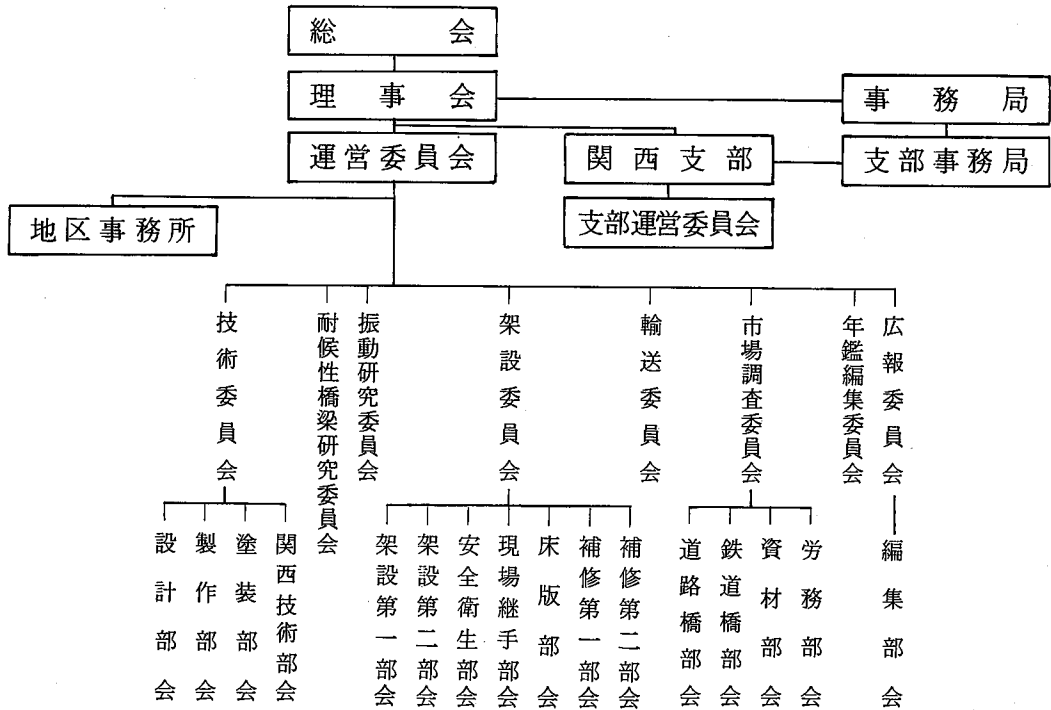 総会
理事会
事務局
運営委員会
関西支部
支部事務局
地区事務所
支部運営委員会
技術委員会
耐候性橋梁研究委員会
振動研究委員会
架設委員会
輸送委員会
市場調査委員会
年鑑編集委員会
広報委員会
設計部会
製作部会
塗装部会
関西技術部会
架設第一部会
架設第二部会
安全衛生部会
現場継手部会
床版部会
補修第一部会
補修第二部会
道路橋部会
鉄道橋部会
資材部会
労務部会
編集部会